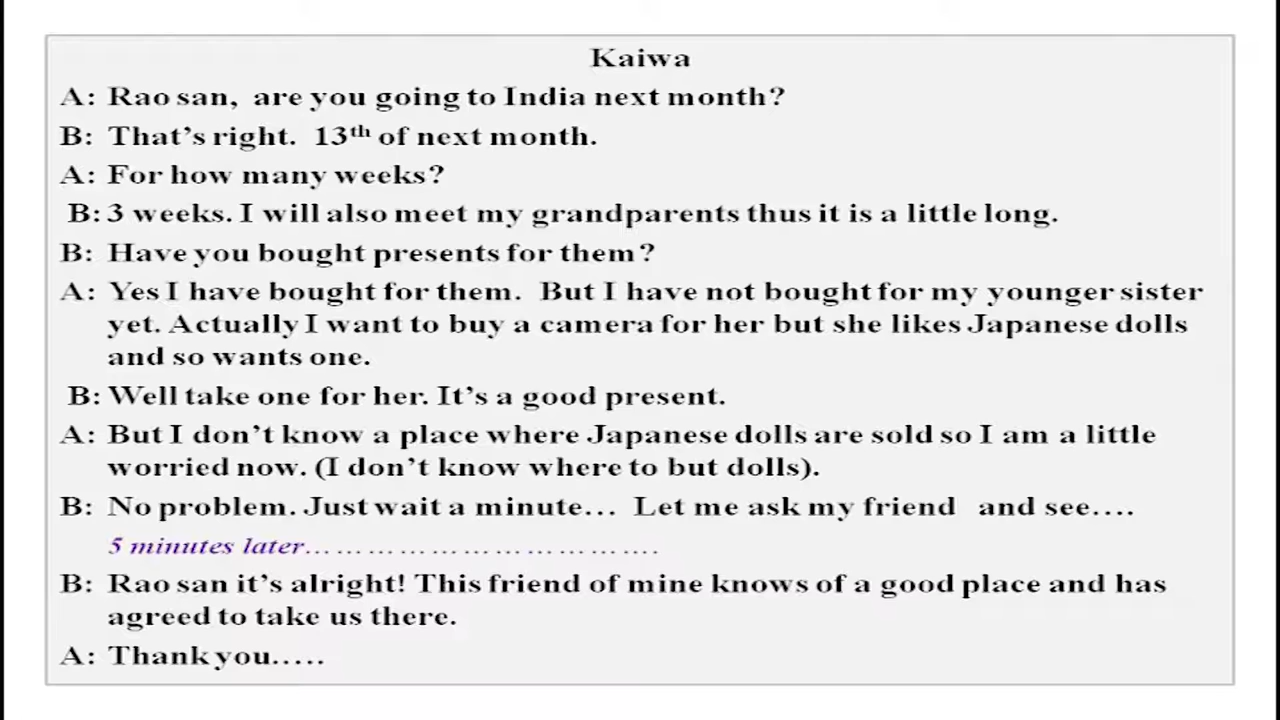 Kaiwa
A: Rao san, are you going to India next month?
B: That's right. 13th of next month.
A: For how many weeks?
B: 3 weeks. I will also meet my grandparents thus it is a little long.
B: Have you bought presents for them?
A: Yes I have bought for them. But I have not bought for my younger sister
yet. Actually I want to buy a camera for her but she likes Japanese dolls
and so wants one.
B: Well take one for her. It's a good present.
A: But I don't know a place where Japanese dolls are sold so I am a little
worried now. (I don't know where to but dolls).
B: No problem. Just wait a minute... Let me ask my friend and see....
5 minutes later.......................................
B: Rao san it's alright! This friend of mine knows of a good place and has
agreed to take us there.
A: Thank you.....